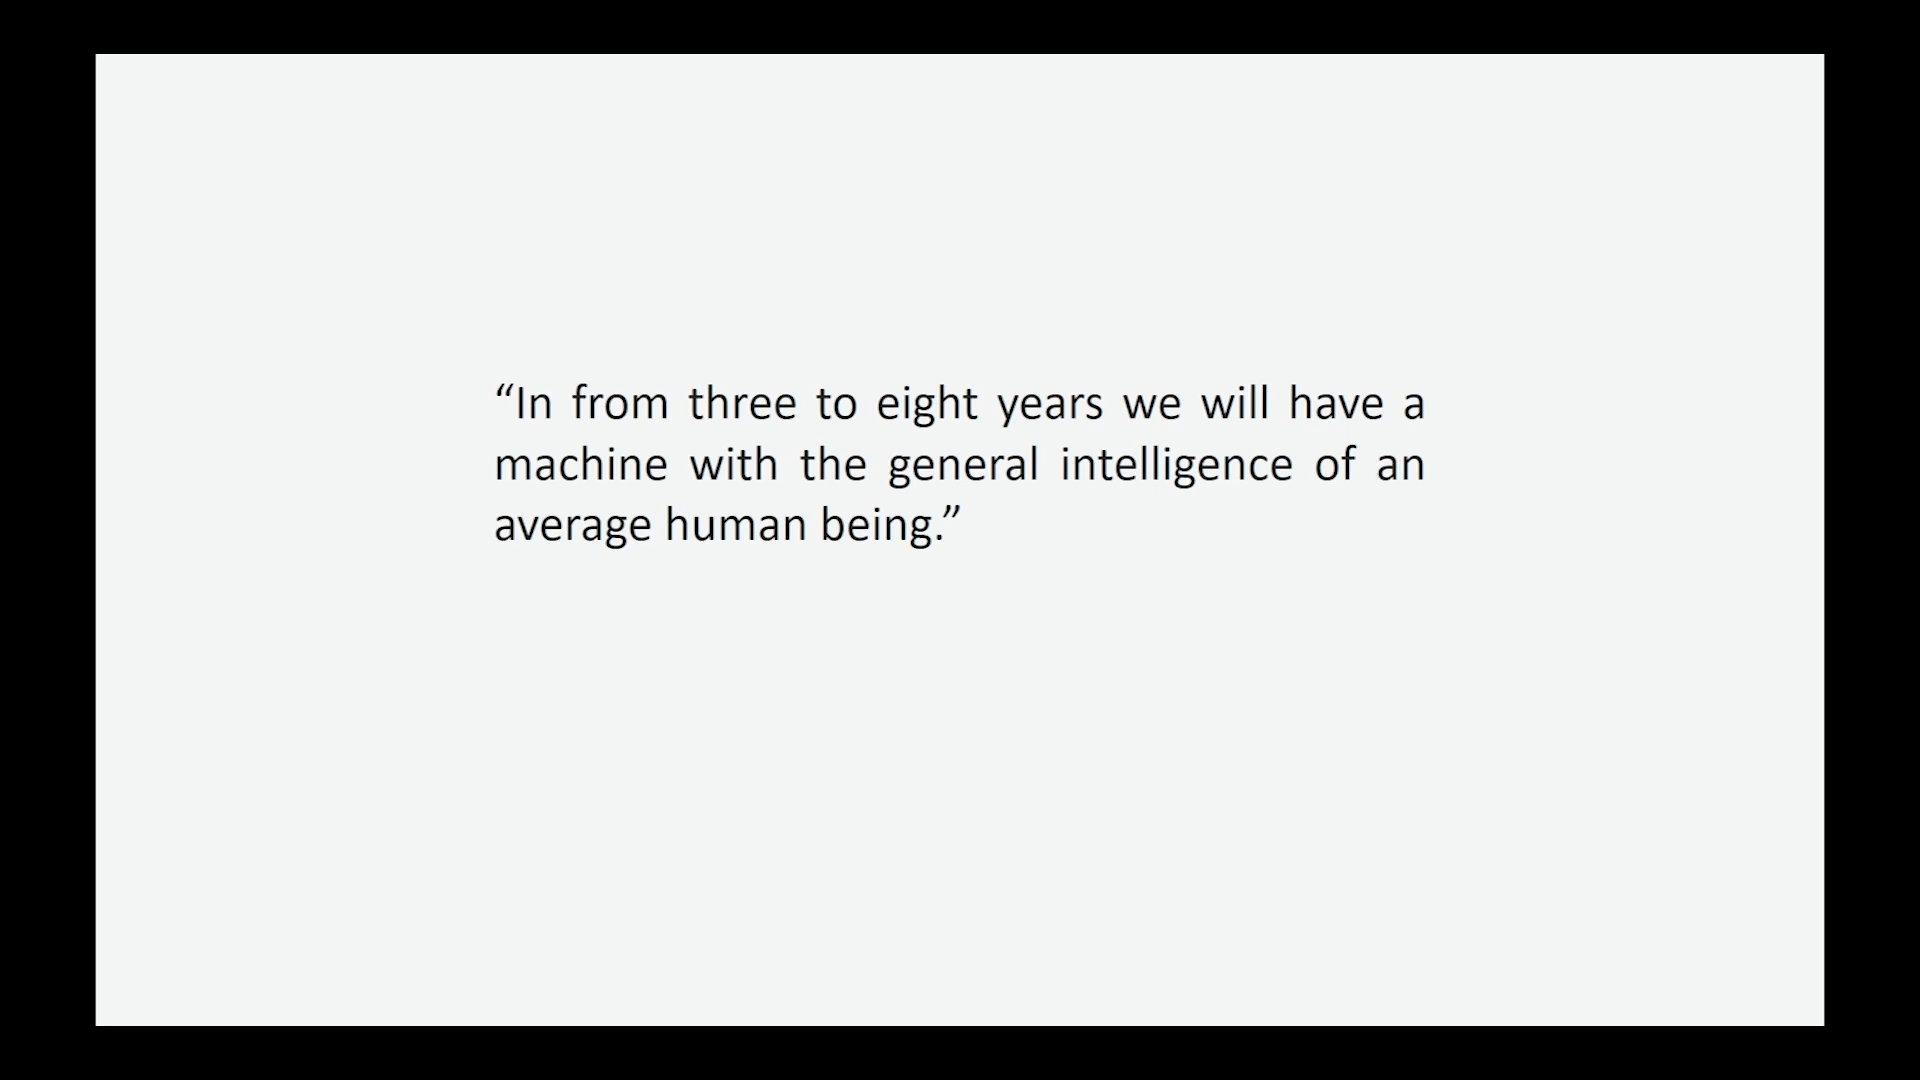 “In from three to eight years we will have a
machine with the general intelligence of an
average human being.”